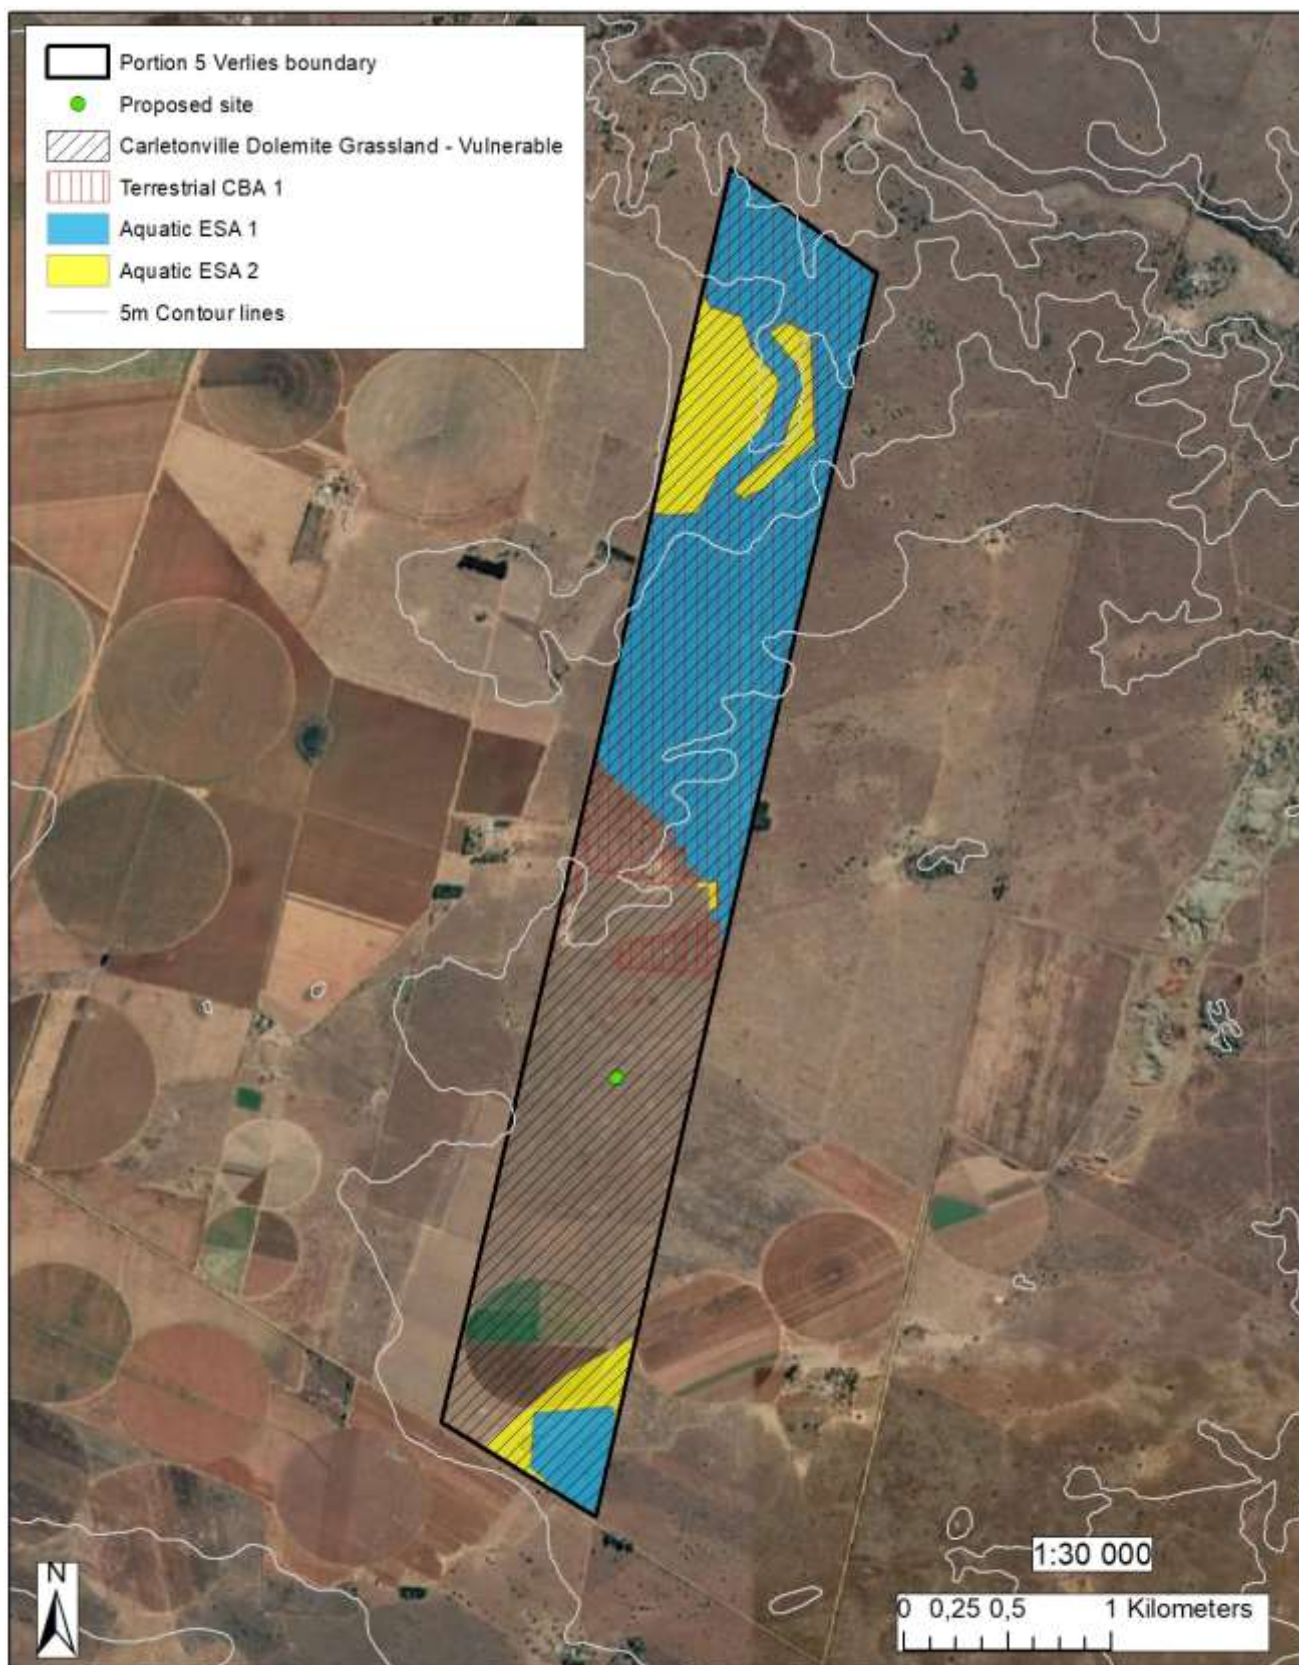 Portion 5 Verlies boundary
Proposed site
Carletonville Dolemite Grassland - Vulnerable
Terrestrial CBA 1
Aquatic ESA 1
Aquatic ESA 2
5m Contour lines
N
1:30 000
0 0,25 0,5 1 Kilometers